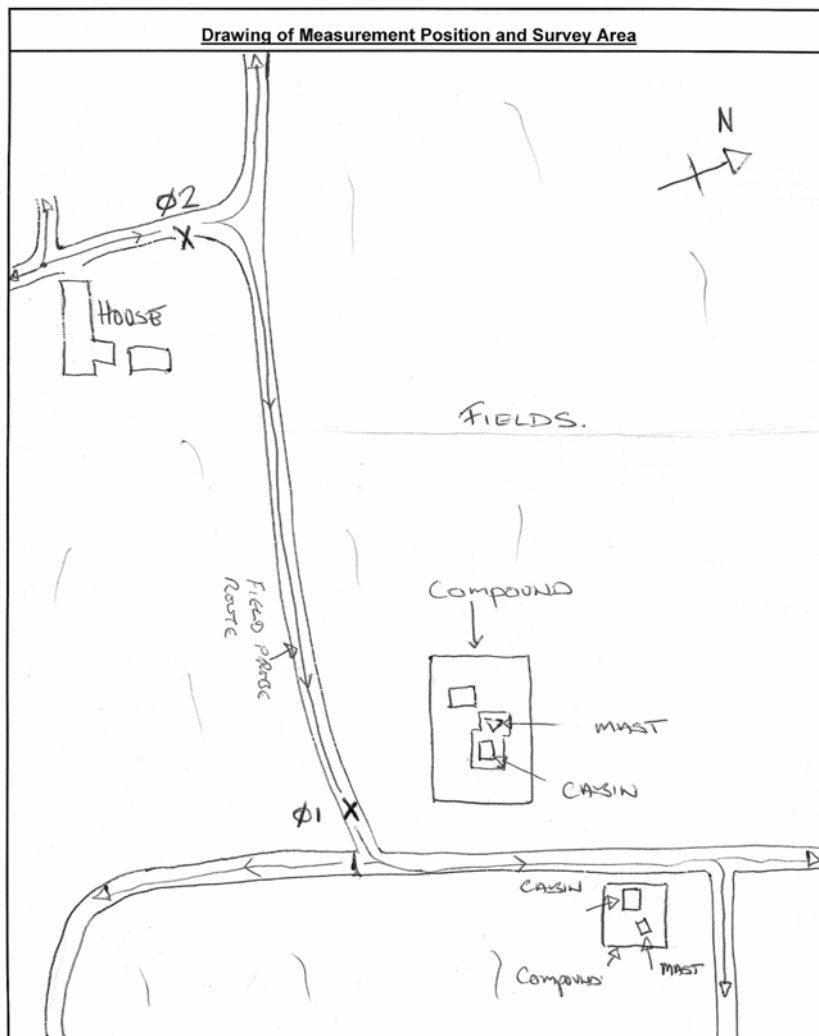 Drawing of Measurement Position and Survey Area
N
Ø2
HOUSE
FIELDS.
COMPOUND
FIELD PROBE
ROUTE
MAST
CABIN
Ø1
CABIN
COMPOUND
MAST